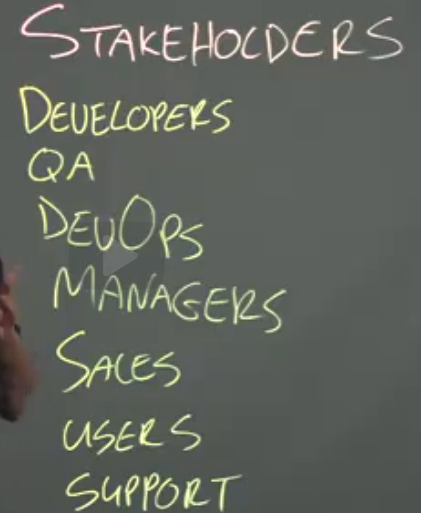 STAKEHOLDERS
DEVELOPERS
QA
DEVOPS
MANAGERS
SALES
USERS
SUPPORT